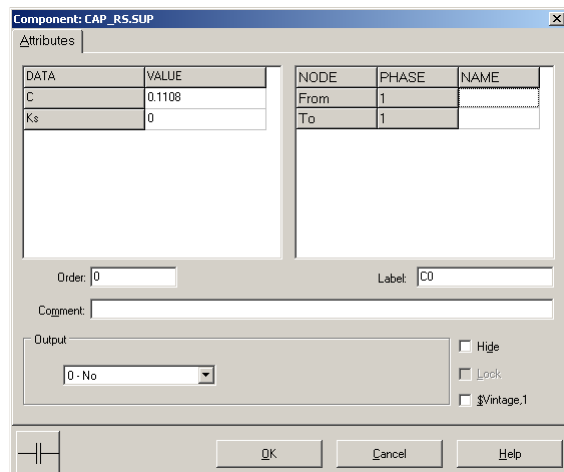 Component: CAP_RS.SUP
Attributes
DATA VALUE
C 0.1108
Ks 0
NODE PHASE NAME
From 1
To 1
Order: 0
Label: C0
Comment:
Output
0 - No
Hide
Lock
$Vintage,1
OK Cancel Help